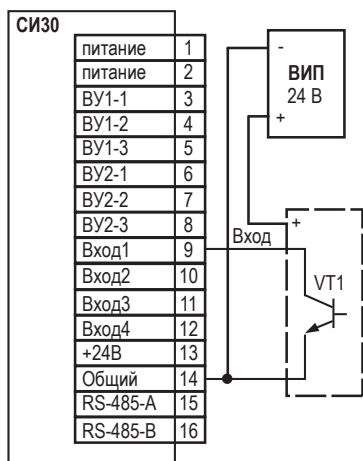 СИ30
питание 1
питание 2
ВУ1-1 3
ВУ1-2 4
ВУ1-3 5
ВУ2-1 6
ВУ2-2 7
ВУ2-3 8
Вход1 9
Вход2 10
Вход3 11
Вход4 12
+24В 13
Общий 14
RS-485-A 15
RS-485-B 16
-
ВИП
24 В
+
Вход
+
VT1